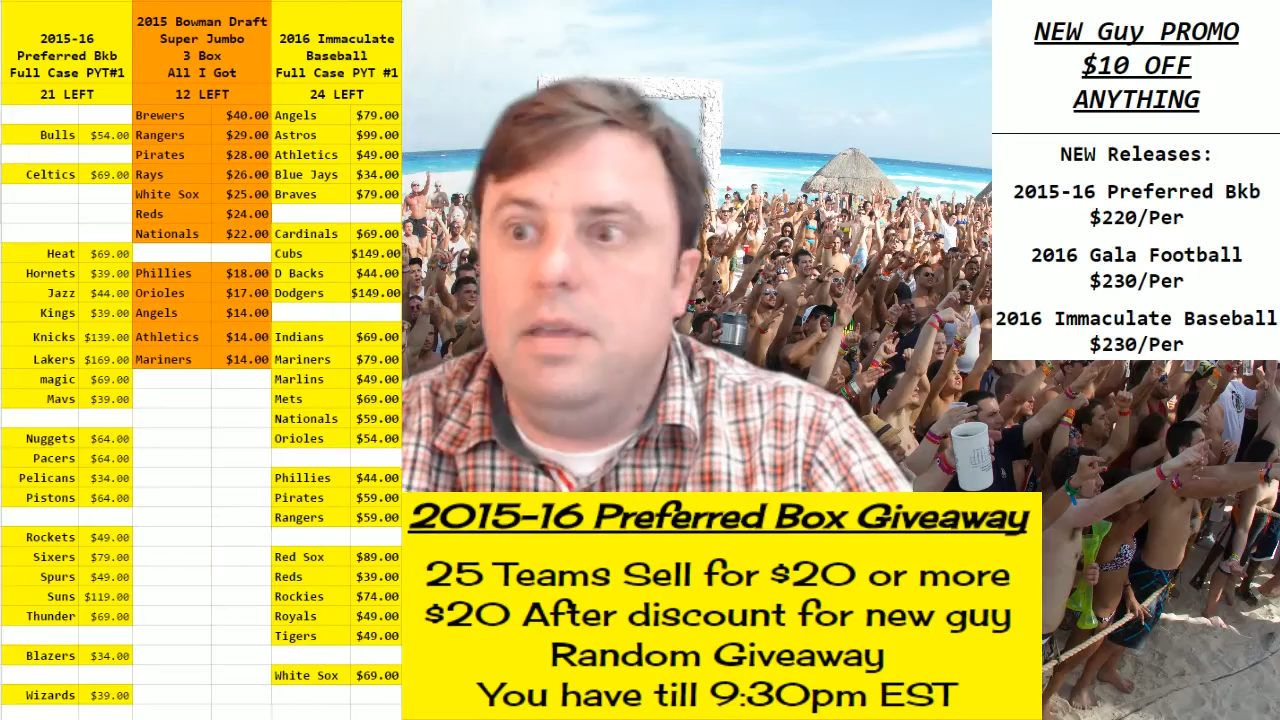 2015-16
Preferred Bkb
Full Case PYT#1
21 LEFT
Bulls $54.00
Celtics $69.00
Heat $69.00
Hornets $39.00
Jazz $44.00
Kings $39.00
Knicks $139.00
Lakers $169.00
magic $69.00
Mavs $39.00
Nuggets $64.00
Pacers $64.00
Pelicans $34.00
Pistons $64.00
Rockets $49.00
Sixers $79.00
Spurs $49.00
Suns $119.00
Thunder $69.00
Blazers $34.00
Wizards $39.00
2015 Bowman Draft
Super Jumbo
3 Box
All I Got
12 LEFT
Brewers $40.00
Rangers $29.00
Pirates $28.00
Rays $26.00
White Sox $25.00
Reds $24.00
Nationals $22.00
Phillies $18.00
Orioles $17.00
Angels $14.00
Athletics $14.00
Mariners $14.00
2016 Immaculate
Baseball
Full Case PYT #1
24 LEFT
Angels $79.00
Astros $99.00
Athletics $49.00
Blue Jays $34.00
Braves $79.00
Cardinals $69.00
Cubs $149.00
D Backs $44.00
Dodgers $149.00
Indians $69.00
Mariners $79.00
Marlins $49.00
Mets $69.00
Nationals $59.00
Orioles $54.00
Phillies $44.00
Pirates $59.00
Rangers $59.00
Red Sox $89.00
Reds $39.00
Rockies $74.00
Royals $49.00
Tigers $49.00
White Sox $69.00
NEW Guy PROMO
$10 OFF
ANYTHING
NEW Releases:
2015-16 Preferred Bkb
$220/Per
2016 Gala Football
$230/Per
2016 Immaculate Baseball
$230/Per
2015-16 Preferred Box Giveaway
25 Teams Sell for $20 or more
$20 After discount for new guy
Random Giveaway
You have till 9:30pm EST